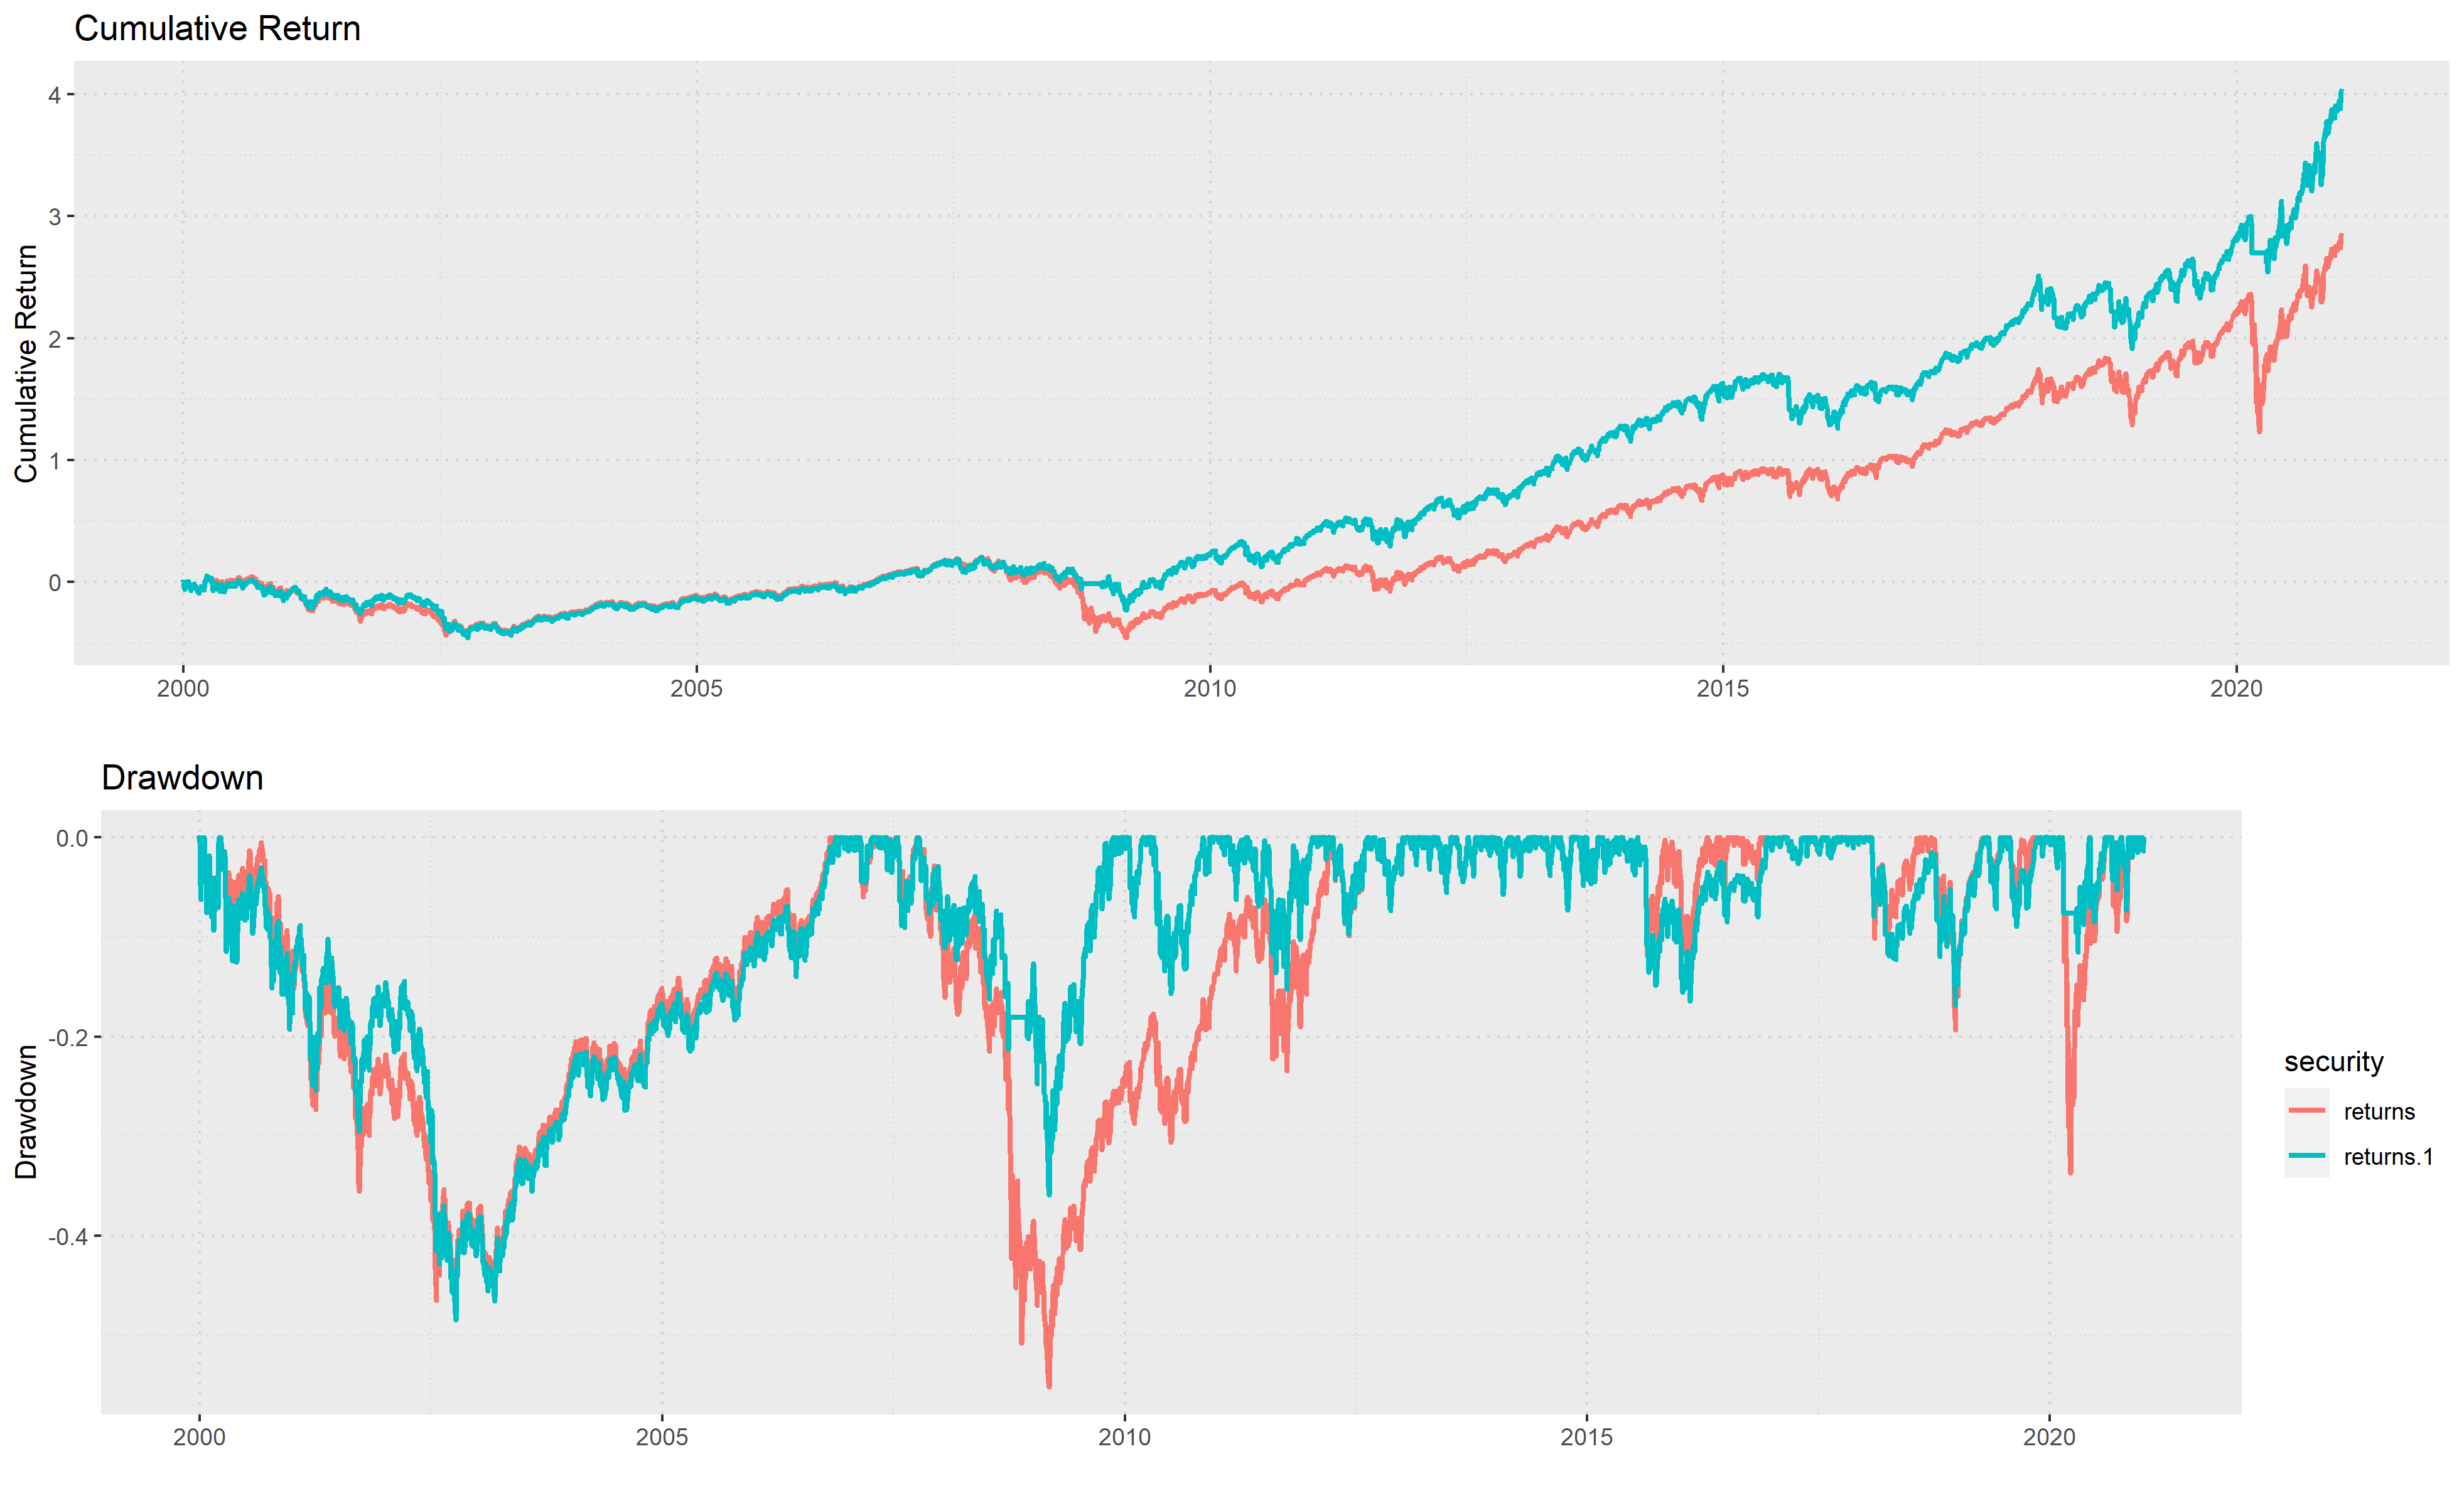 Cumulative Return
Cumulative Return
4
3
2
1
0
2000 2005 2010 2015 2020
Drawdown
Drawdown
0.0
-0.2
-0.4
2000 2005 2010 2015 2020
security
returns
returns.1